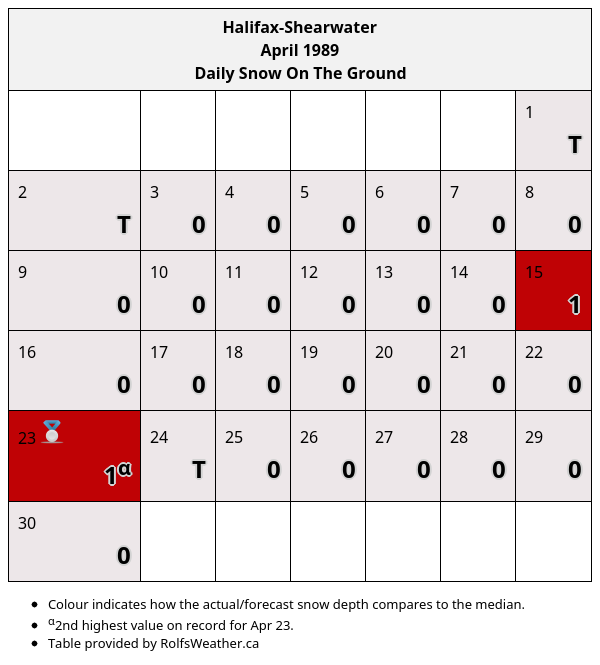 Halifax-Shearwater
April 1989
Daily Snow On The Ground
1
T
2 3 4 5 6 7 8
T 0 0 0 0 0 0
9 10 11 12 13 14 15
0 0 0 0 0 0 1
16 17 18 19 20 21 22
0 0 0 0 0 0 0
23 24 25 26 27 28 29
1α T 0 0 0 0 0
30
0
Colour indicates how the actual/forecast snow depth compares to the median.
α2nd highest value on record for Apr 23.
Table provided by RolfsWeather.ca